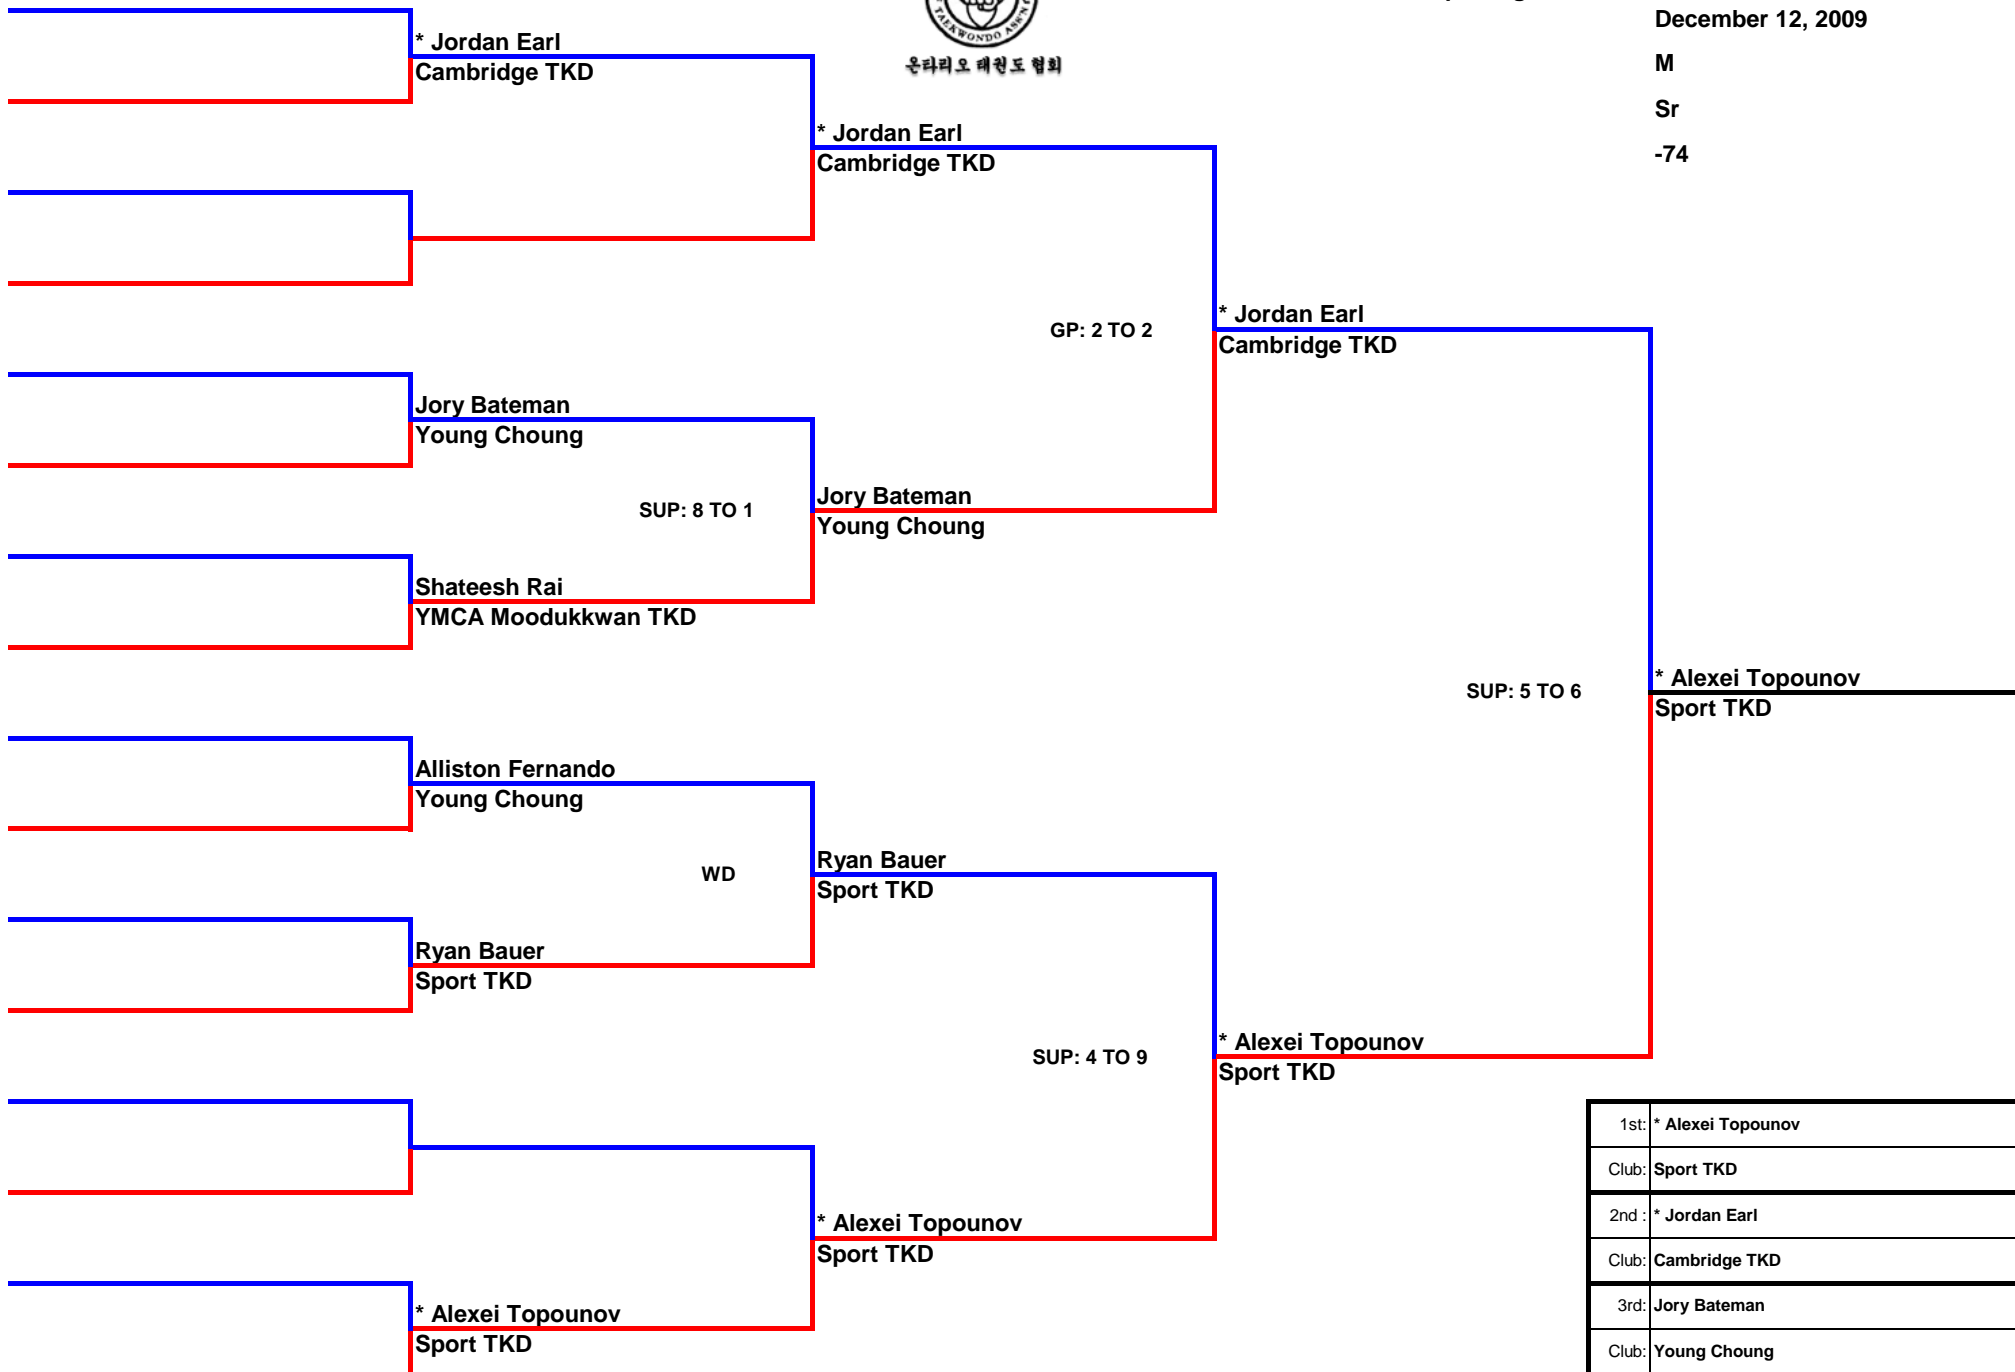 TAEKWONDO ASS'N
온타리오 태권도 협회
December 12, 2009
M
Sr
-74
* Jordan Earl
Cambridge TKD
* Jordan Earl
Cambridge TKD
GP: 2 TO 2
* Jordan Earl
Cambridge TKD
Jory Bateman
Young Choung
SUP: 8 TO 1
Jory Bateman
Young Choung
Shateesh Rai
YMCA Moodukkwan TKD
SUP: 5 TO 6
* Alexei Topounov
Sport TKD
Alliston Fernando
Young Choung
WD
Ryan Bauer
Sport TKD
Ryan Bauer
Sport TKD
SUP: 4 TO 9
* Alexei Topounov
Sport TKD
* Alexei Topounov
Sport TKD
* Alexei Topounov
Sport TKD
1st: * Alexei Topounov
Club: Sport TKD
2nd : * Jordan Earl
Club: Cambridge TKD
3rd: Jory Bateman
Club: Young Choung